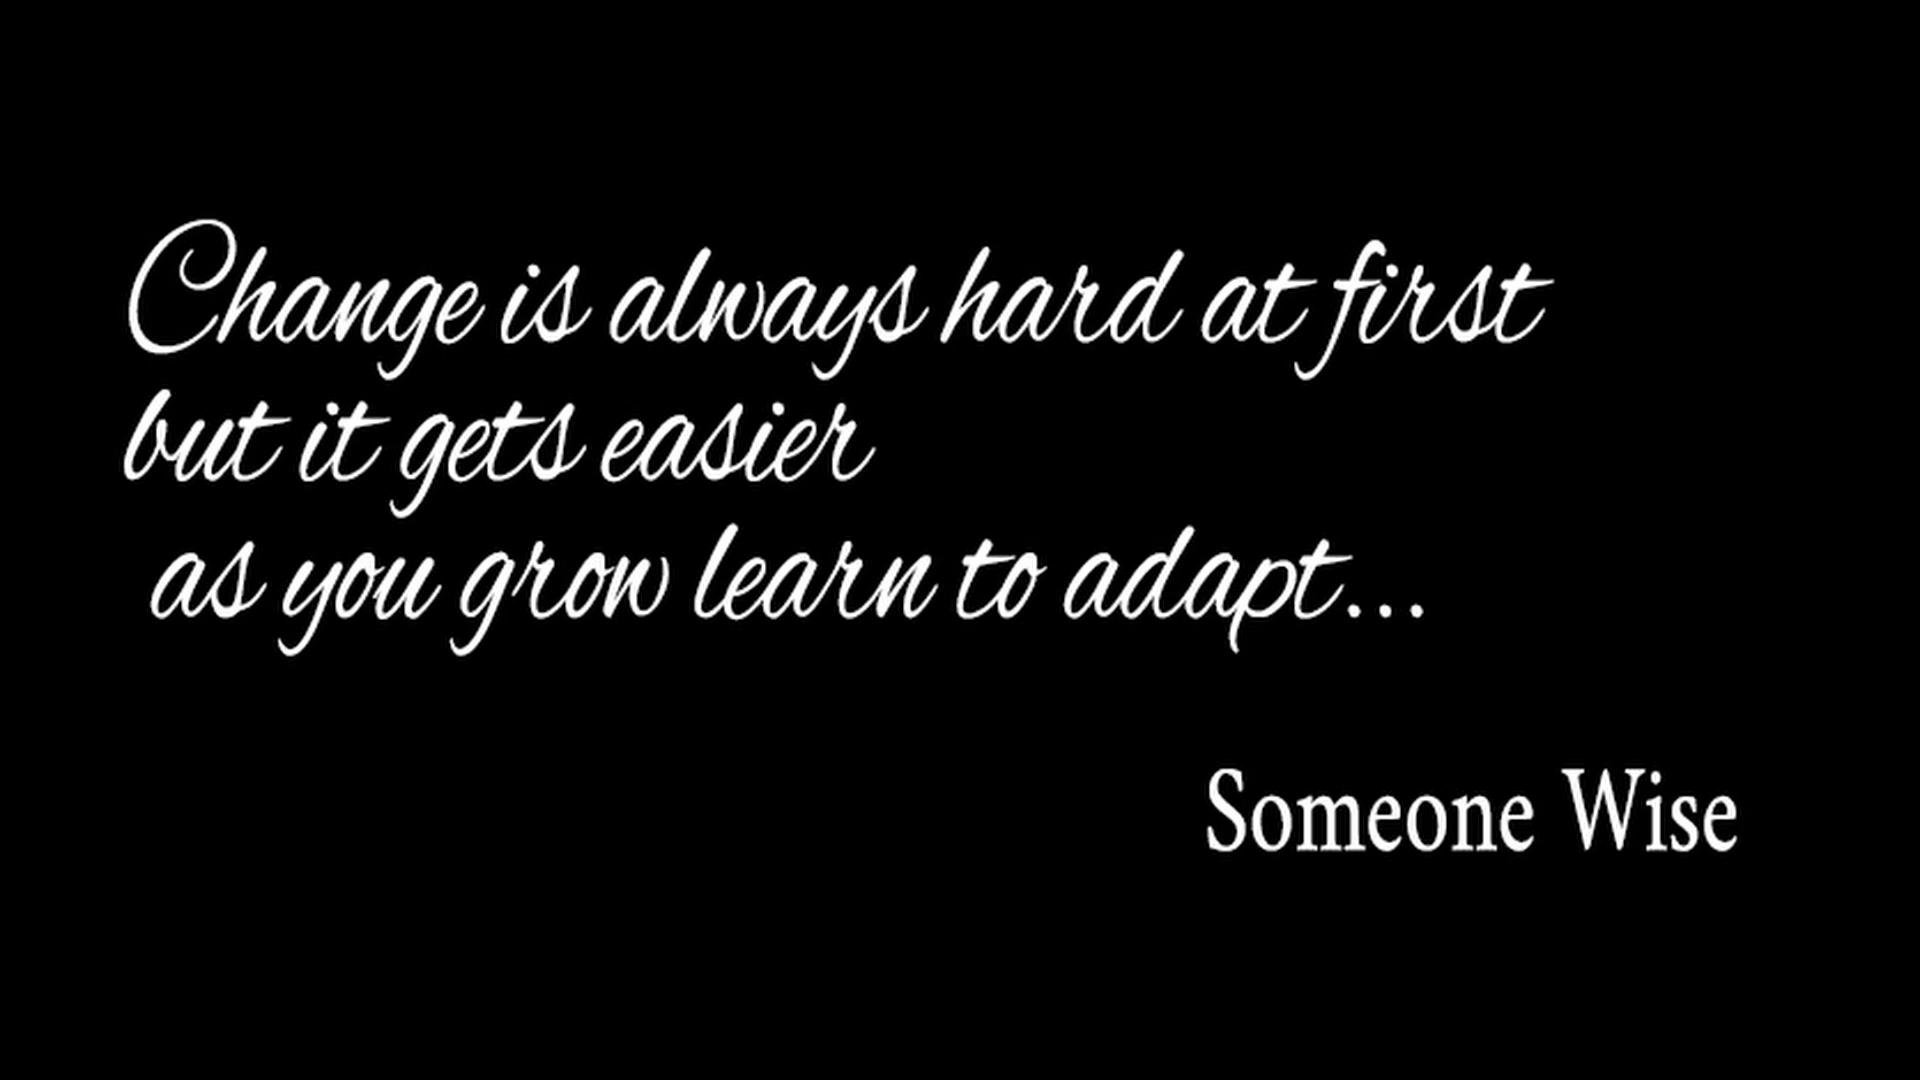 Change is always hard at first
but it gets easier
as you grow learn to adapt...
Someone Wise